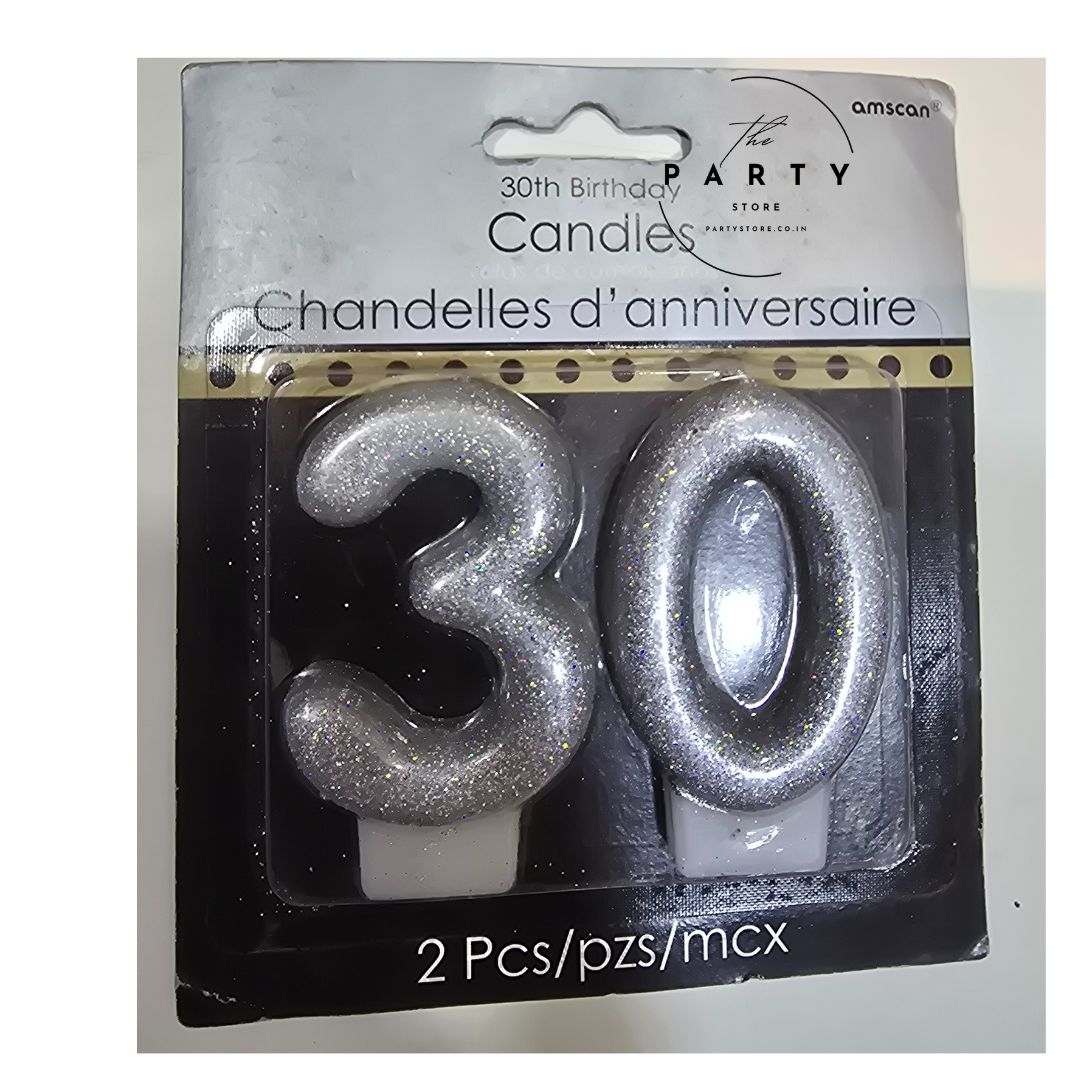 amscan®
the
PARTY
STORE
PARTYSTORE.CO.IN
30th Birthday
Candles
Chandelles d'anniversaire
30
2 Pcs/pzs/mcx